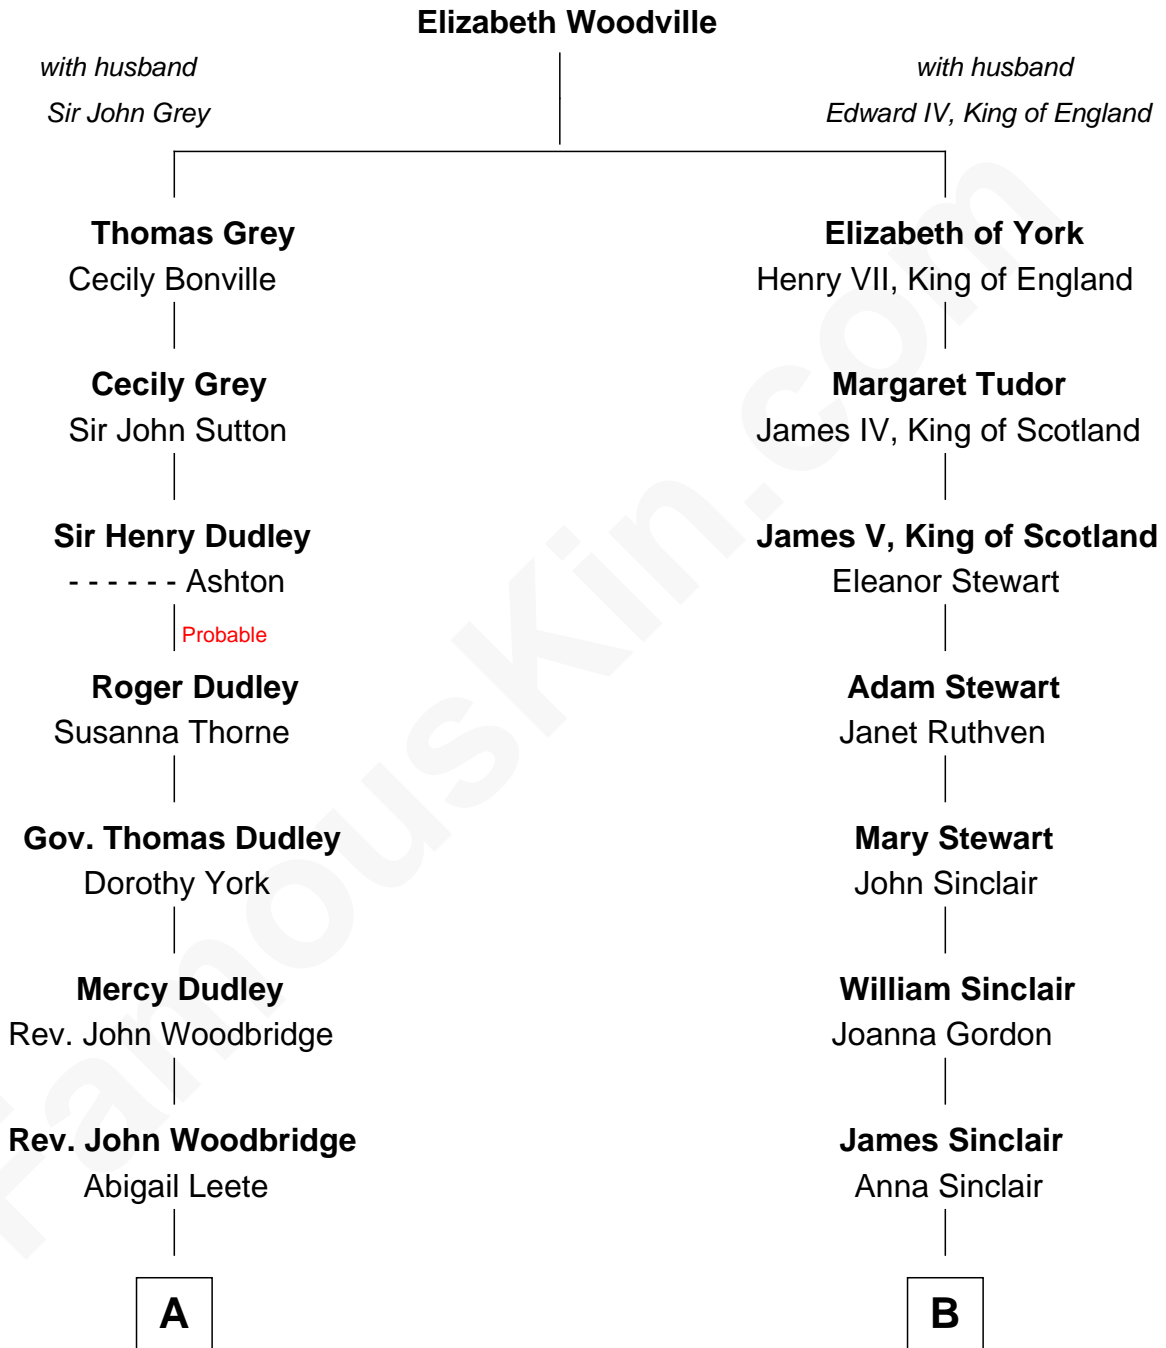 Elizabeth Woodville
with husband
Sir John Grey
with husband
Edward IV, King of England
Thomas Grey
Cecily Bonville
Elizabeth of York
Henry VII, King of England
Cecily Grey
Sir John Sutton
Margaret Tudor
James IV, King of Scotland
Sir Henry Dudley
- - - - - - Ashton
James V, King of Scotland
Eleanor Stewart
Probable
Roger Dudley
Susanna Thorne
Adam Stewart
Janet Ruthven
Gov. Thomas Dudley
Dorothy York
Mary Stewart
John Sinclair
Mercy Dudley
Rev. John Woodbridge
William Sinclair
Joanna Gordon
Rev. John Woodbridge
Abigail Leete
James Sinclair
Anna Sinclair
A
B
FamousKin.com